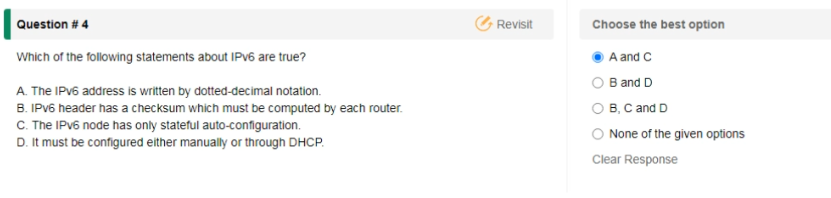 Question # 4
Revisit
Which of the following statements about IPv6 are true?
A. The IPv6 address is written by dotted-decimal notation.
B. IPv6 header has a checksum which must be computed by each router.
C. The IPv6 node has only stateful auto-configuration.
D. It must be configured either manually or through DHCP.
Choose the best option
A and C
B and D
B, C and D
None of the given options
Clear Response